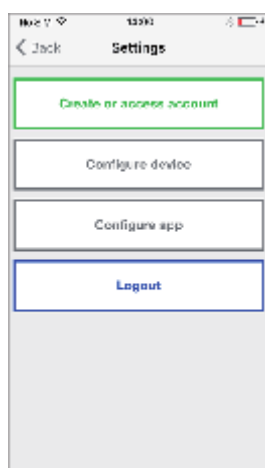 Back
Settings
Create or access account
Configure device
Configure app
Logout